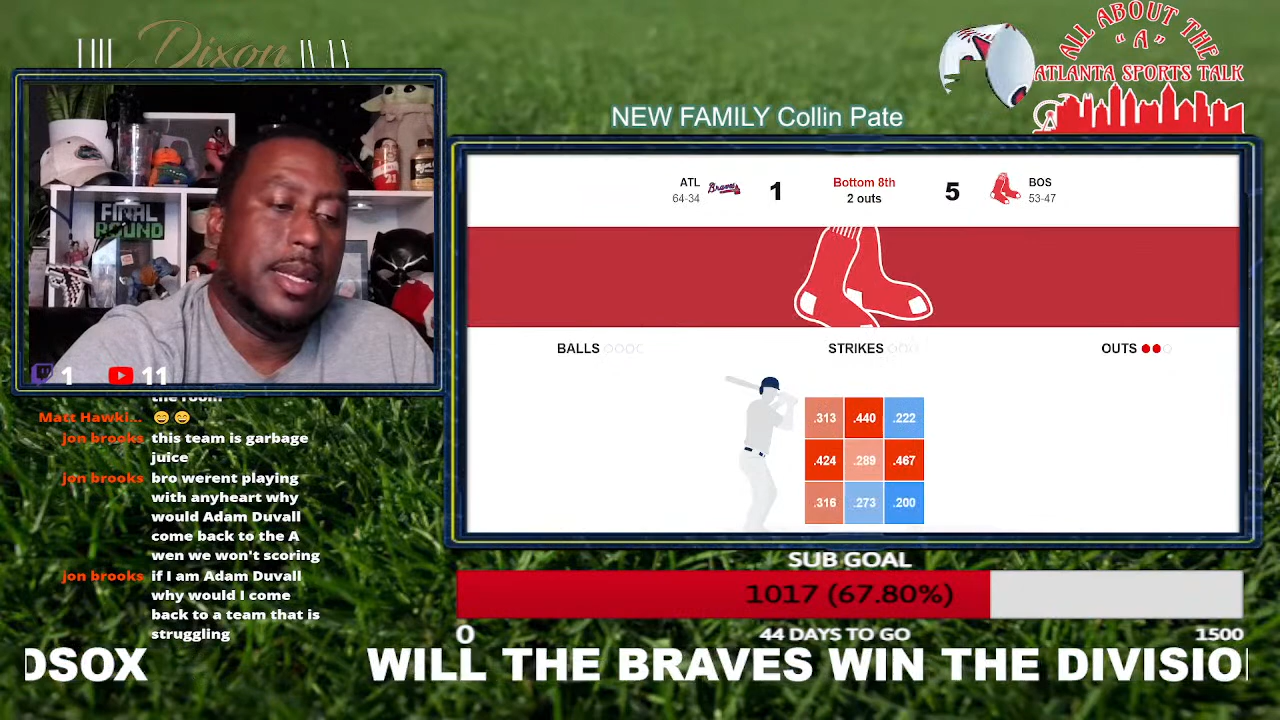 Dixon
ALL ABOUT THE
"A"
ATLANTA SPORTS TALK
NEW FAMILY Collin Pate
FINAL
ROUND
21
ATL
64-34
Braves
1
Bottom 8th
2 outs
5
BOS
53-47
BALLS
STRIKES
OUTS
.313 .440 .222
.424 .289 .467
.316 .273 .200
1 11
the room
Matt Hawki... 😄 😄
jon brooks this team is garbage
juice
jon brooks bro werent playing
with anyheart why
would Adam Duvall
come back to the A
wen we won't scoring
jon brooks if I am Adam Duvall
why would I come
back to a team that is
struggling
SUB GOAL
1017 (67.80%)
0 44 DAYS TO GO 1500
DSOX WILL THE BRAVES WIN THE DIVISIO